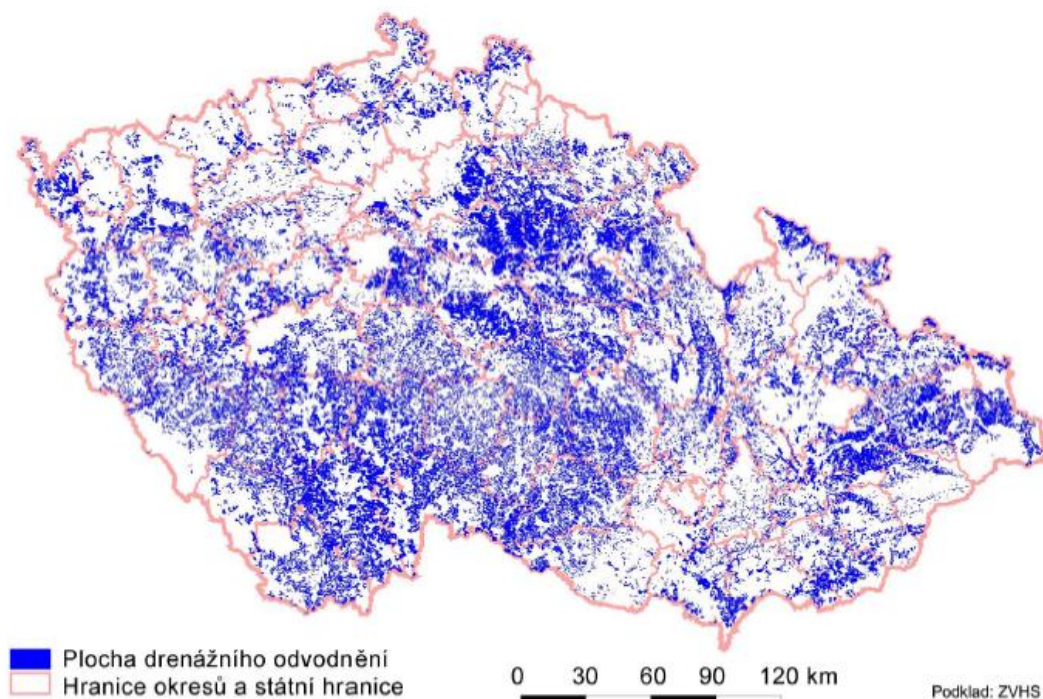 Plocha drenážního odvodnění
Hranice okresů a státní hranice
0 30 60 90 120 km
Podklad: ZVHS